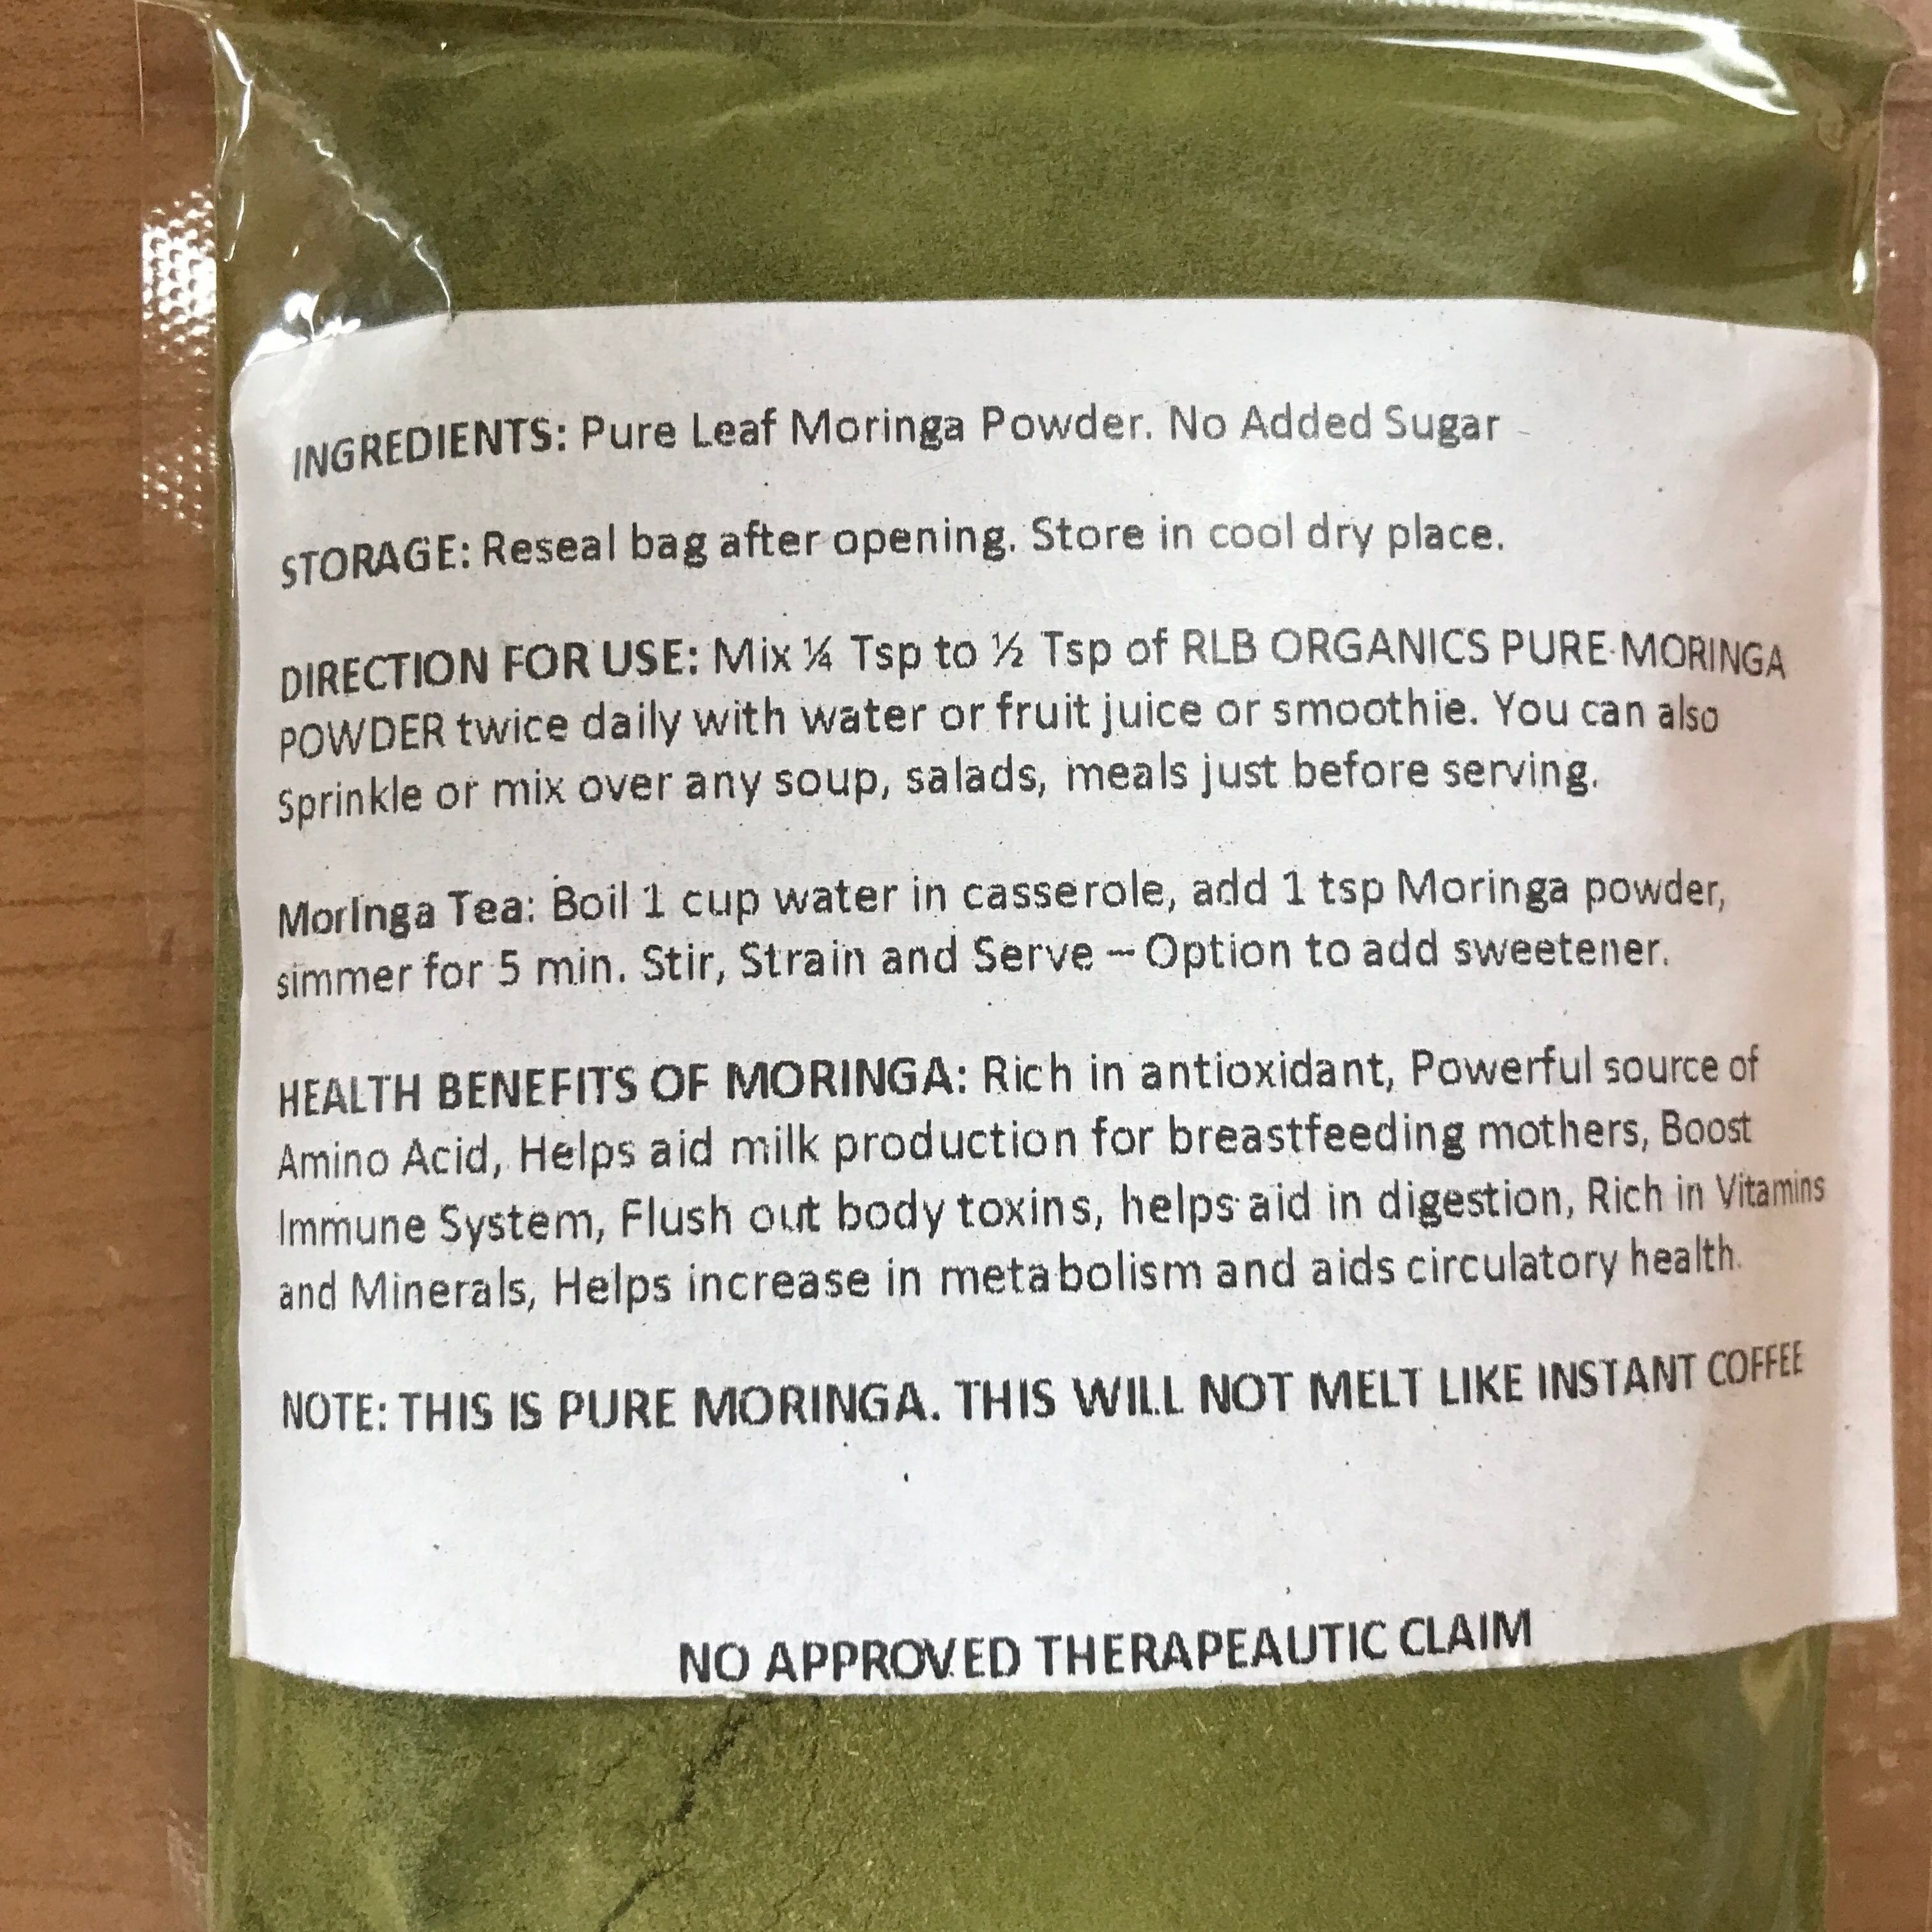 INGREDIENTS: Pure Leaf Moringa Powder. No Added Sugar
STORAGE: Reseal bag after opening. Store in cool dry place.
DIRECTION FOR USE: Mix ¼ Tsp to ½ Tsp of RLB ORGANICS PURE MORINGA
POWDER twice daily with water or fruit juice or smoothie. You can also
Sprinkle or mix over any soup, salads, meals just before serving.
Moringa Tea: Boil 1 cup water in casserole, add 1 tsp Moringa powder,
simmer for 5 min. Stir, Strain and Serve – Option to add sweetener.
HEALTH BENEFITS OF MORINGA: Rich in antioxidant, Powerful source of
Amino Acid, Helps aid milk production for breastfeeding mothers, Boost
Immune System, Flush out body toxins, helps aid in digestion, Rich in Vitamins
and Minerals, Helps increase in metabolism and aids circulatory health.
NOTE: THIS IS PURE MORINGA. THIS WILL NOT MELT LIKE INSTANT COFFEE
NO APPROVED THERAPEAUTIC CLAIM